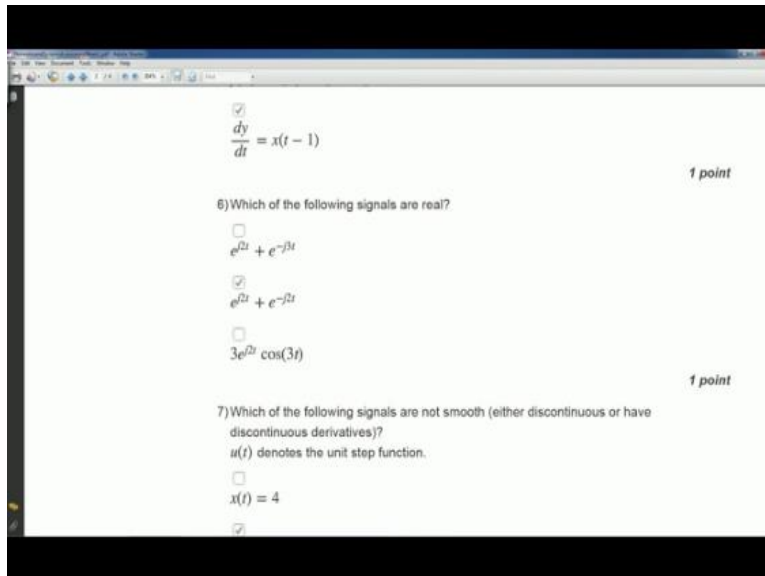 dy/dt = x(t − 1)
1 point
6) Which of the following signals are real?
e^{j2t} + e^{−j3t}
e^{j2t} + e^{−j2t}
3e^{j2t} cos(3t)
1 point
7) Which of the following signals are not smooth (either discontinuous or have
discontinuous derivatives)?
u(t) denotes the unit step function.
x(t) = 4